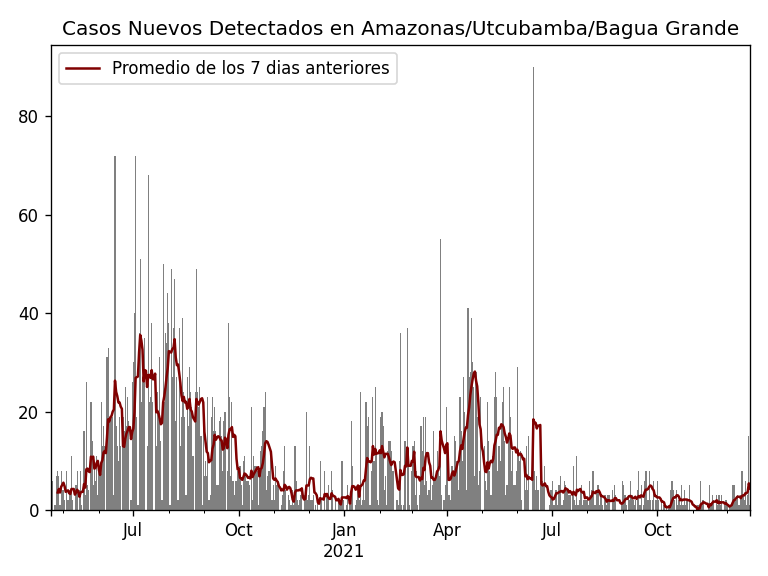 Casos Nuevos Detectados en Amazonas/Utcubamba/Bagua Grande
Promedio de los 7 dias anteriores
80
60
40
20
0
Jul
Oct
Jan
2021
Apr
Jul
Oct